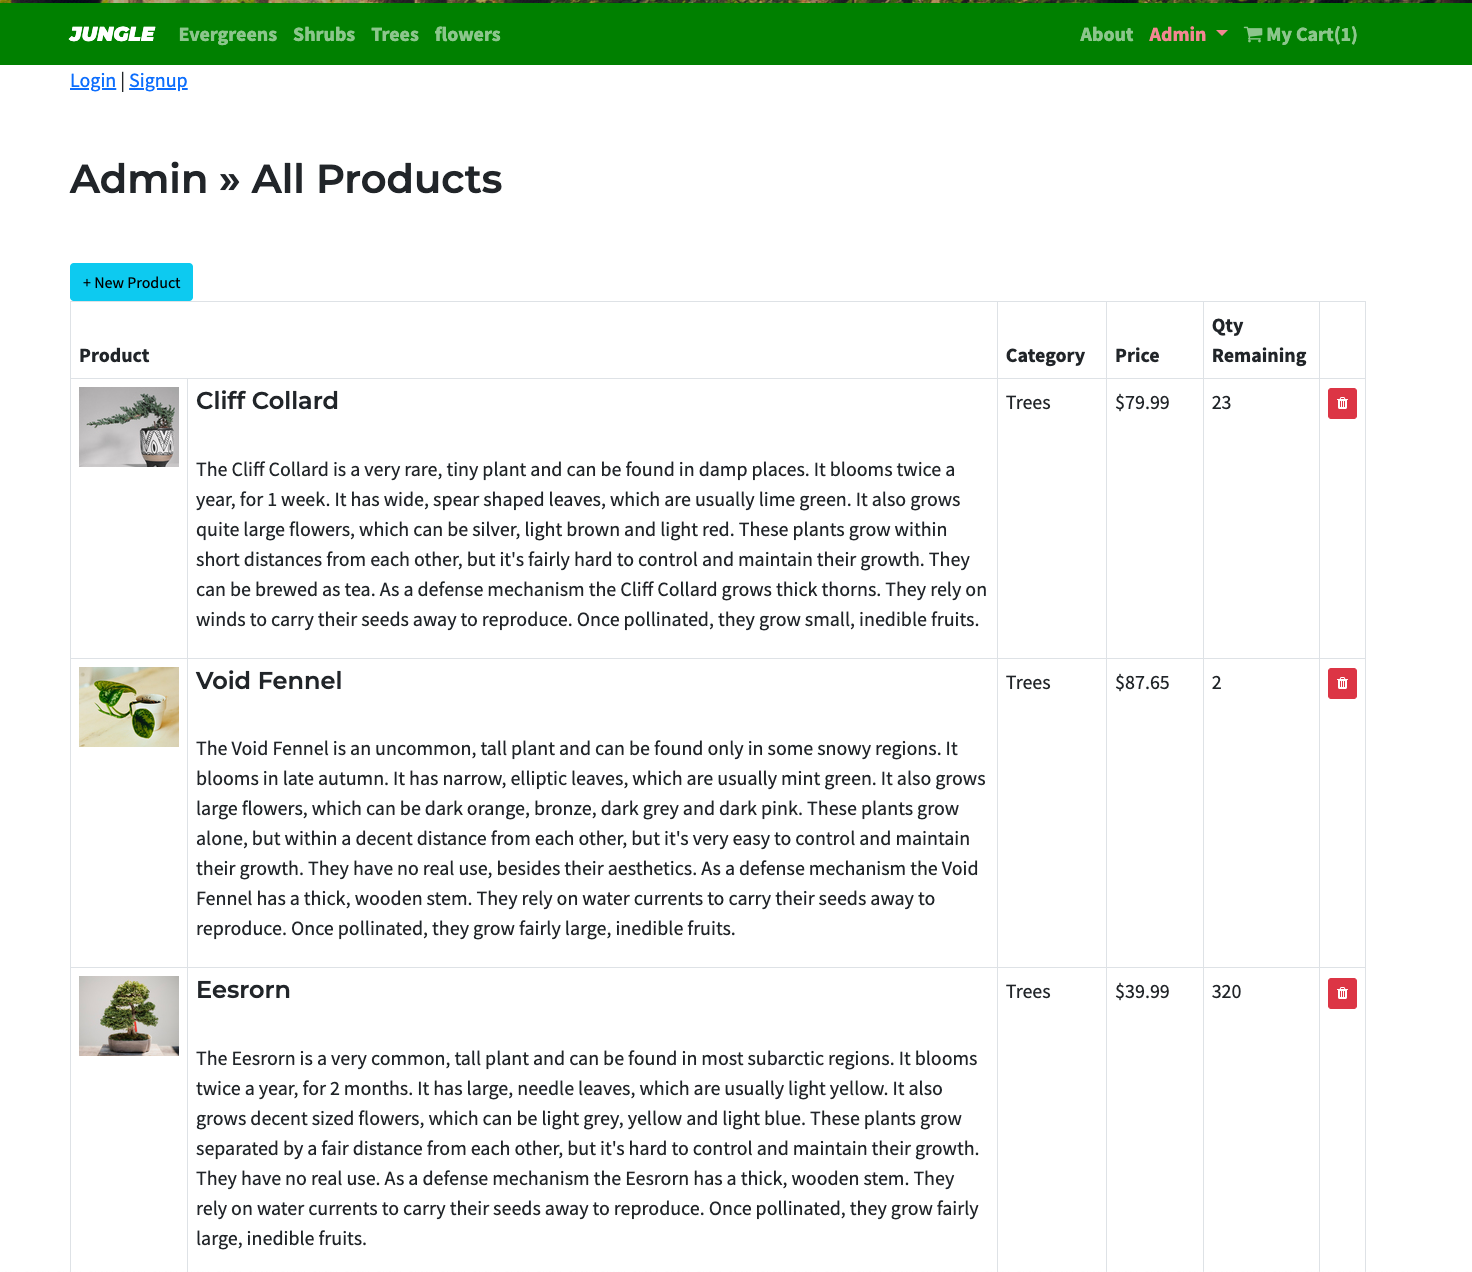 JUNGLE Evergreens Shrubs Trees flowers About Admin My Cart(1)
Login | Signup
Admin » All Products
+ New Product
Product Category Price Qty Remaining
Cliff Collard Trees $79.99 23
The Cliff Collard is a very rare, tiny plant and can be found in damp places. It blooms twice a
year, for 1 week. It has wide, spear shaped leaves, which are usually lime green. It also grows
quite large flowers, which can be silver, light brown and light red. These plants grow within
short distances from each other, but it's fairly hard to control and maintain their growth. They
can be brewed as tea. As a defense mechanism the Cliff Collard grows thick thorns. They rely on
winds to carry their seeds away to reproduce. Once pollinated, they grow small, inedible fruits.
Void Fennel Trees $87.65 2
The Void Fennel is an uncommon, tall plant and can be found only in some snowy regions. It
blooms in late autumn. It has narrow, elliptic leaves, which are usually mint green. It also grows
large flowers, which can be dark orange, bronze, dark grey and dark pink. These plants grow
alone, but within a decent distance from each other, but it's very easy to control and maintain
their growth. They have no real use, besides their aesthetics. As a defense mechanism the Void
Fennel has a thick, wooden stem. They rely on water currents to carry their seeds away to
reproduce. Once pollinated, they grow fairly large, inedible fruits.
Eesrorn Trees $39.99 320
The Eesrorn is a very common, tall plant and can be found in most subarctic regions. It blooms
twice a year, for 2 months. It has large, needle leaves, which are usually light yellow. It also
grows decent sized flowers, which can be light grey, yellow and light blue. These plants grow
separated by a fair distance from each other, but it's hard to control and maintain their growth.
They have no real use. As a defense mechanism the Eesrorn has a thick, wooden stem. They
rely on water currents to carry their seeds away to reproduce. Once pollinated, they grow fairly
large, inedible fruits.